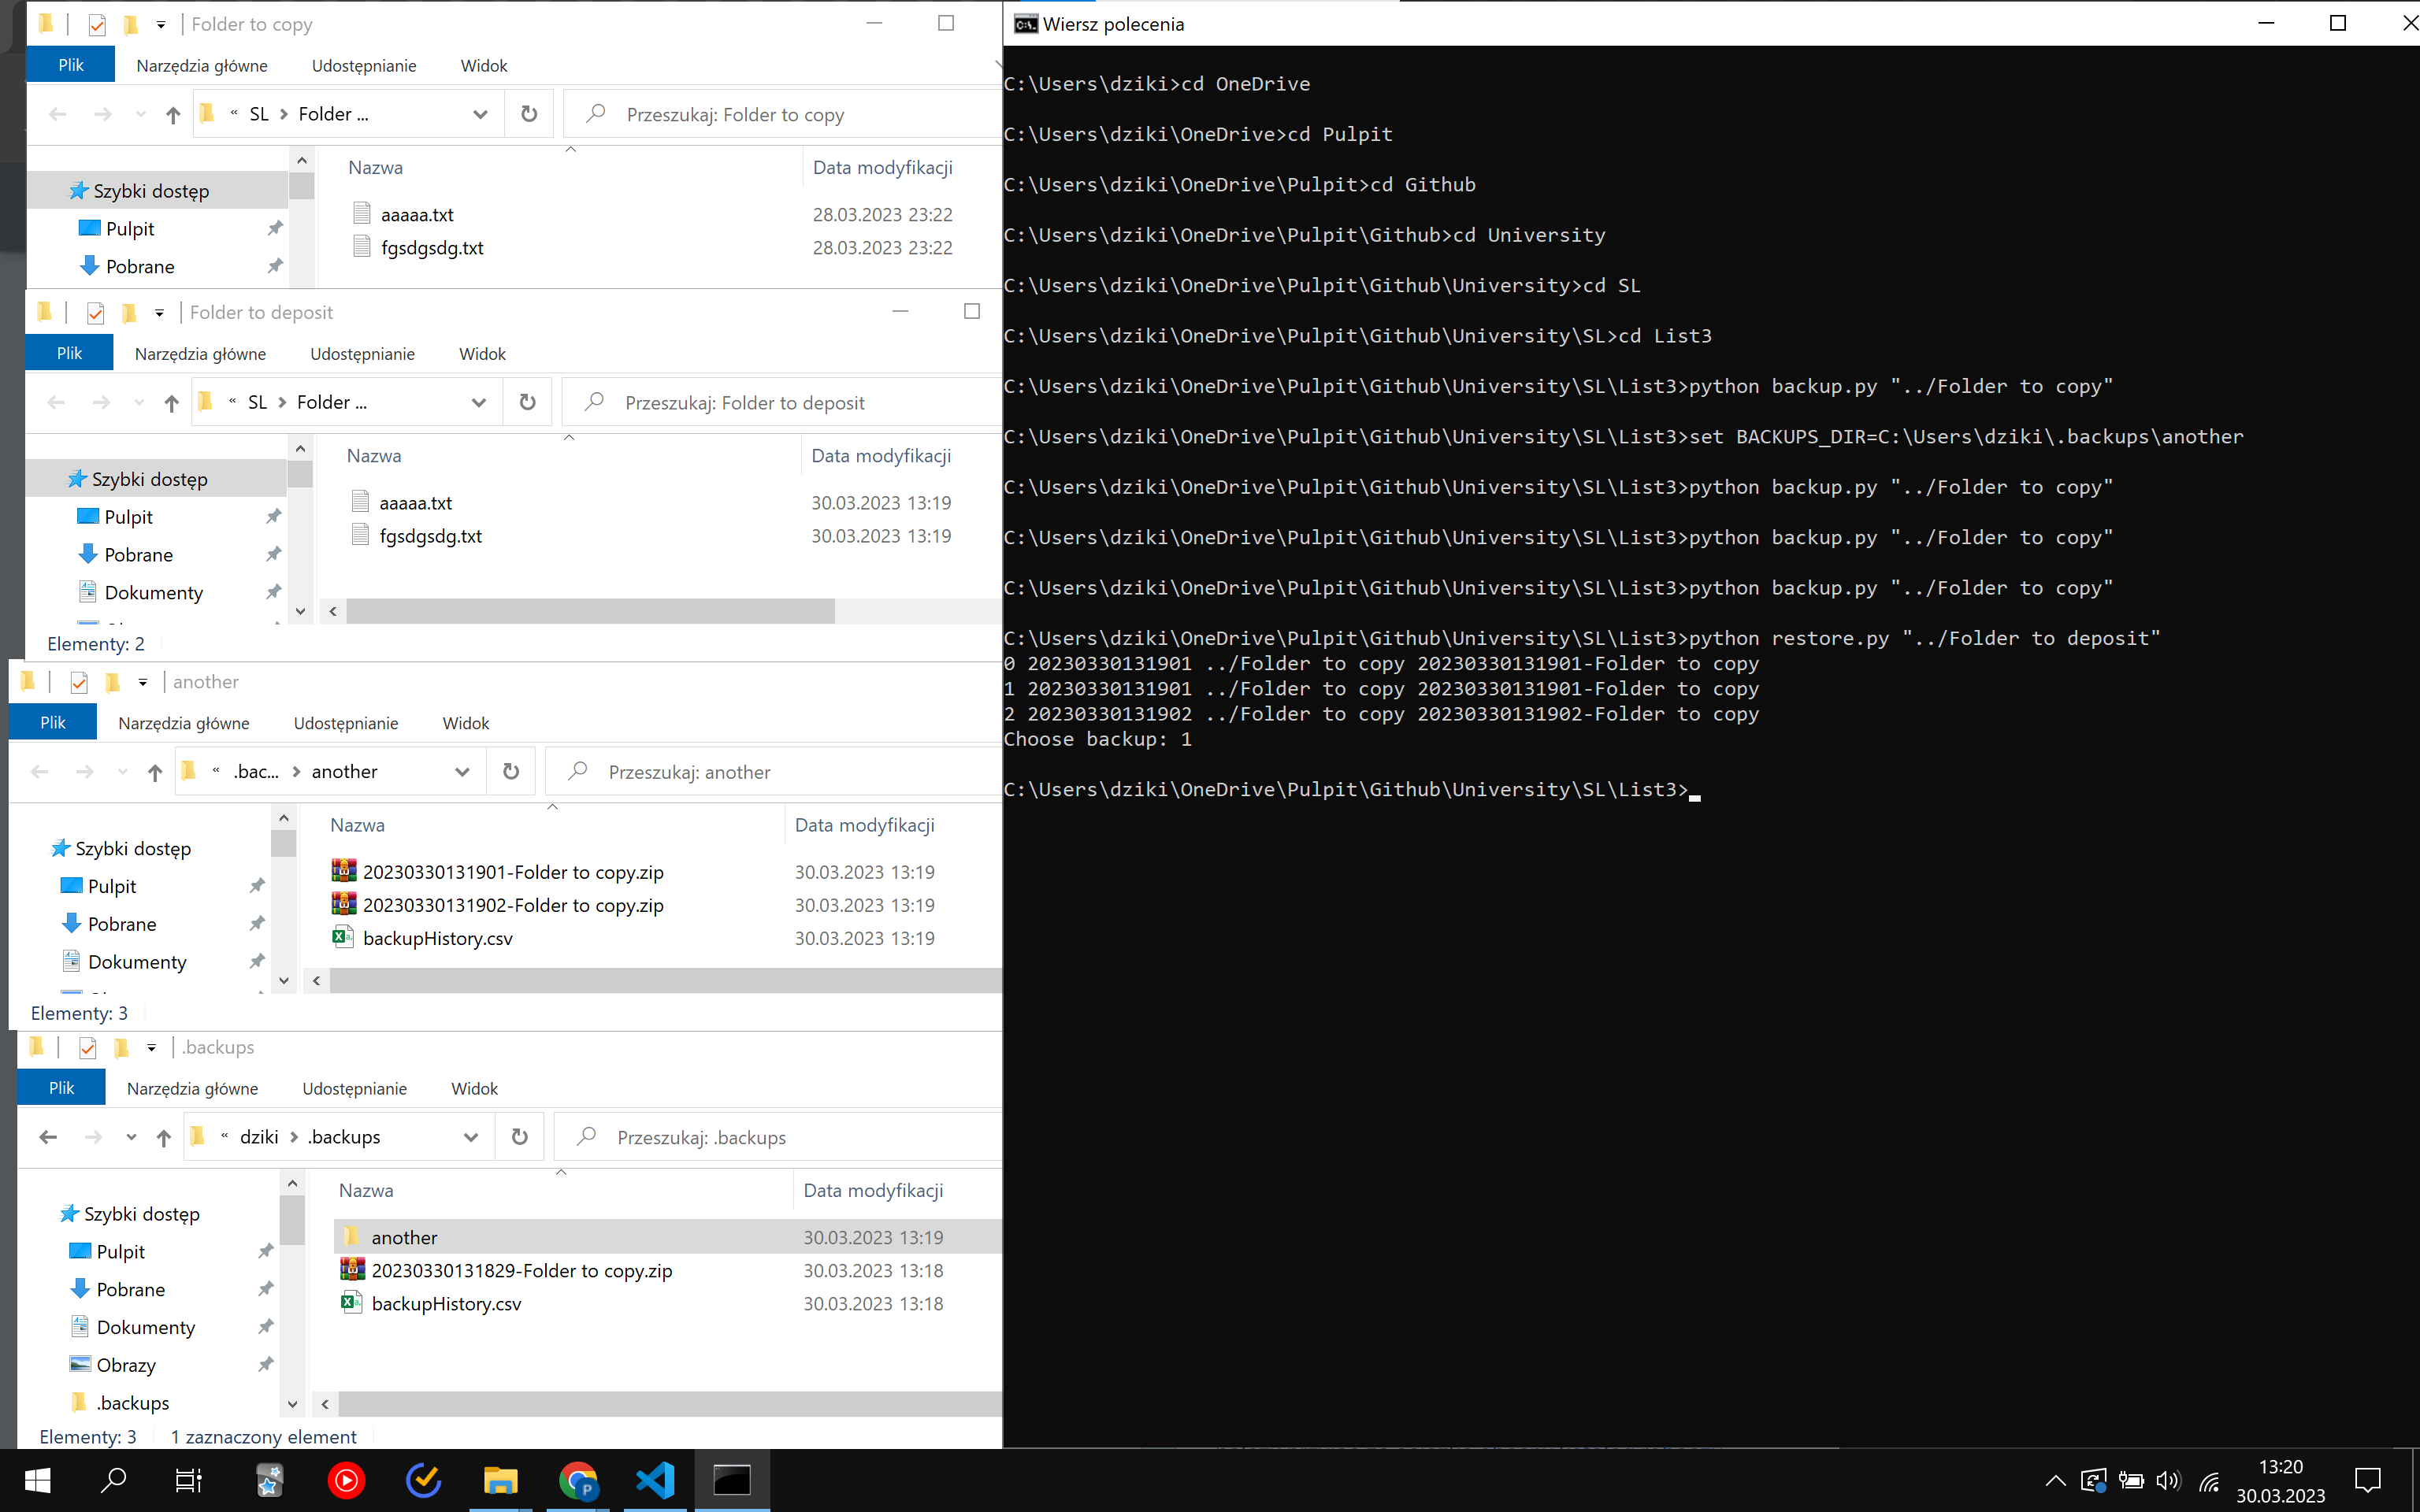 Folder to copy
Plik Narzędzia główne Udostępnianie Widok
« SL > Folder ... Przeszukaj: Folder to copy
Nazwa Data modyfikacji
Szybki dostęp
Pulpit
Pobrane
aaaaa.txt 28.03.2023 23:22
fgsdgsdg.txt 28.03.2023 23:22
Folder to deposit
Plik Narzędzia główne Udostępnianie Widok
« SL > Folder ... Przeszukaj: Folder to deposit
Nazwa Data modyfikacji
Szybki dostęp
Pulpit
Pobrane
Dokumenty
aaaaa.txt 30.03.2023 13:19
fgsdgsdg.txt 30.03.2023 13:19
Elementy: 2
another
Plik Narzędzia główne Udostępnianie Widok
« .bac... > another Przeszukaj: another
Nazwa Data modyfikacji
Szybki dostęp
Pulpit
Pobrane
Dokumenty
20230330131901-Folder to copy.zip 30.03.2023 13:19
20230330131902-Folder to copy.zip 30.03.2023 13:19
backupHistory.csv 30.03.2023 13:19
Elementy: 3
.backups
Plik Narzędzia główne Udostępnianie Widok
« dziki > .backups Przeszukaj: .backups
Nazwa Data modyfikacji
Szybki dostęp
Pulpit
Pobrane
Dokumenty
Obrazy
.backups
another 30.03.2023 13:19
20230330131829-Folder to copy.zip 30.03.2023 13:18
backupHistory.csv 30.03.2023 13:18
Elementy: 3 1 zaznaczony element
Wiersz polecenia
C:\Users\dziki>cd OneDrive
C:\Users\dziki\OneDrive>cd Pulpit
C:\Users\dziki\OneDrive\Pulpit>cd Github
C:\Users\dziki\OneDrive\Pulpit\Github>cd University
C:\Users\dziki\OneDrive\Pulpit\Github\University>cd SL
C:\Users\dziki\OneDrive\Pulpit\Github\University\SL>cd List3
C:\Users\dziki\OneDrive\Pulpit\Github\University\SL\List3>python backup.py "../Folder to copy"
C:\Users\dziki\OneDrive\Pulpit\Github\University\SL\List3>set BACKUPS_DIR=C:\Users\dziki\.backups\another
C:\Users\dziki\OneDrive\Pulpit\Github\University\SL\List3>python backup.py "../Folder to copy"
C:\Users\dziki\OneDrive\Pulpit\Github\University\SL\List3>python backup.py "../Folder to copy"
C:\Users\dziki\OneDrive\Pulpit\Github\University\SL\List3>python backup.py "../Folder to copy"
C:\Users\dziki\OneDrive\Pulpit\Github\University\SL\List3>python restore.py "../Folder to deposit"
0 20230330131901 ../Folder to copy 20230330131901-Folder to copy
1 20230330131901 ../Folder to copy 20230330131901-Folder to copy
2 20230330131902 ../Folder to copy 20230330131902-Folder to copy
Choose backup: 1
C:\Users\dziki\OneDrive\Pulpit\Github\University\SL\List3>
13:20
30.03.2023